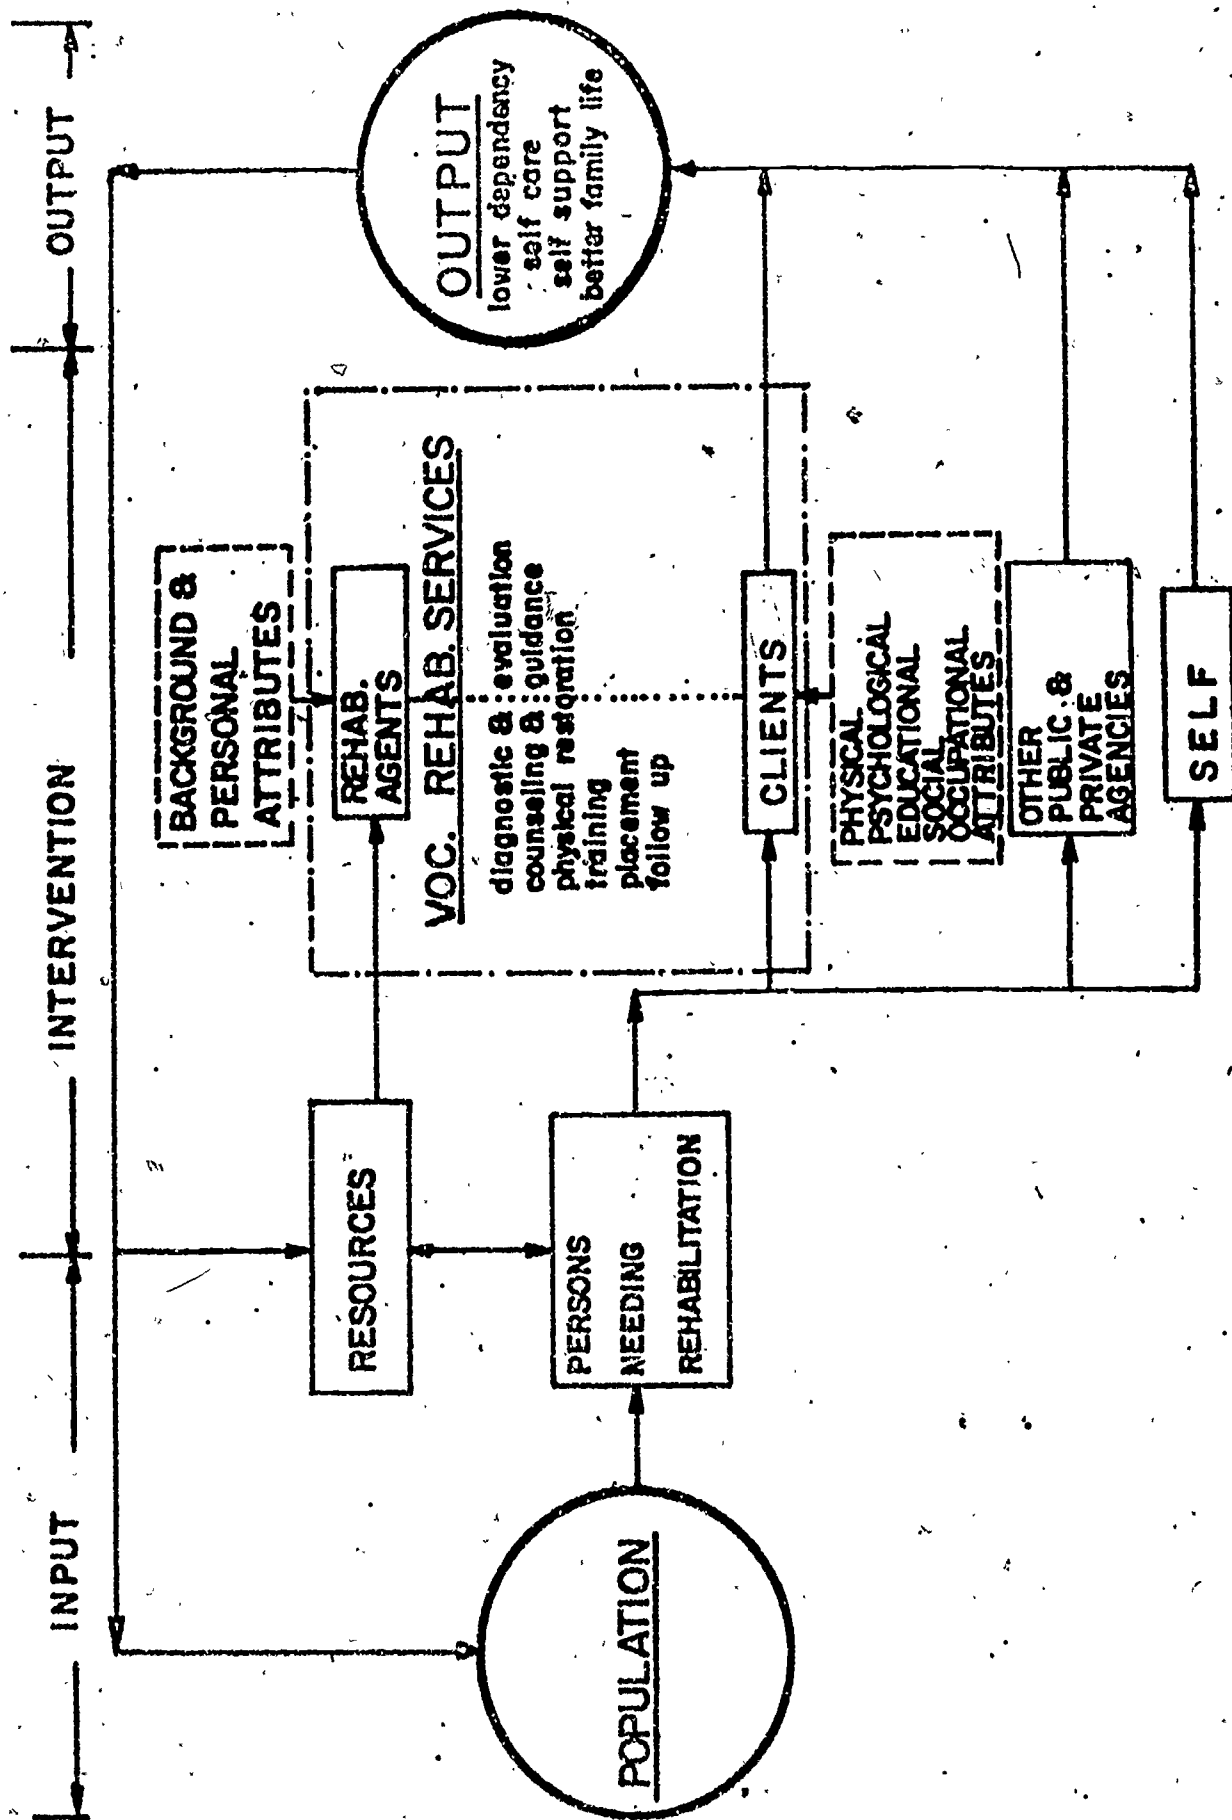 INPUT
INTERVENTION
OUTPUT
POPULATION
RESOURCES
PERSONS
NEEDING
REHABILITATION
BACKGROUND &
PERSONAL
ATTRIBUTES
REHAB.
AGENTS
VOC. REHAB. SERVICES
diagnostic & evaluation
counseling & guidance
physical restoration
training
placement
follow up
CLIENTS
PHYSICAL
PSYCHOLOGICAL
EDUCATIONAL
SOCIAL
OCCUPATIONAL
ATTRIBUTES
OTHER
PUBLIC &
PRIVATE
AGENCIES
SELF
OUTPUT
lower dependency
self care
self support
better family life